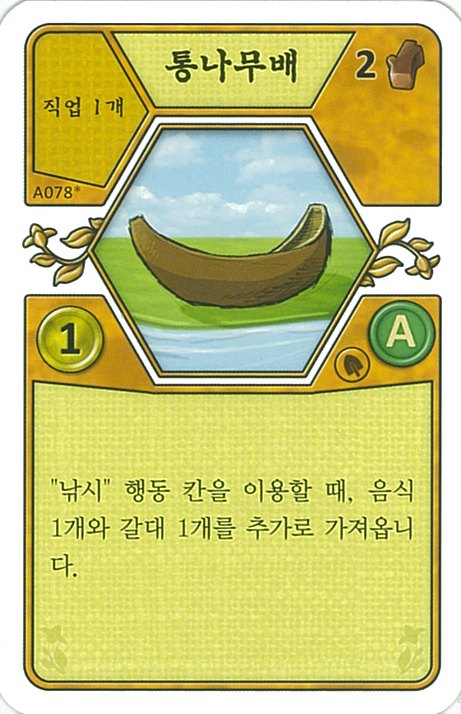 통나무배
2
직업 1개
A078*
1
A
"낚시" 행동 칸을 이용할 때, 음식
1개와 갈대 1개를 추가로 가져옵니
다.